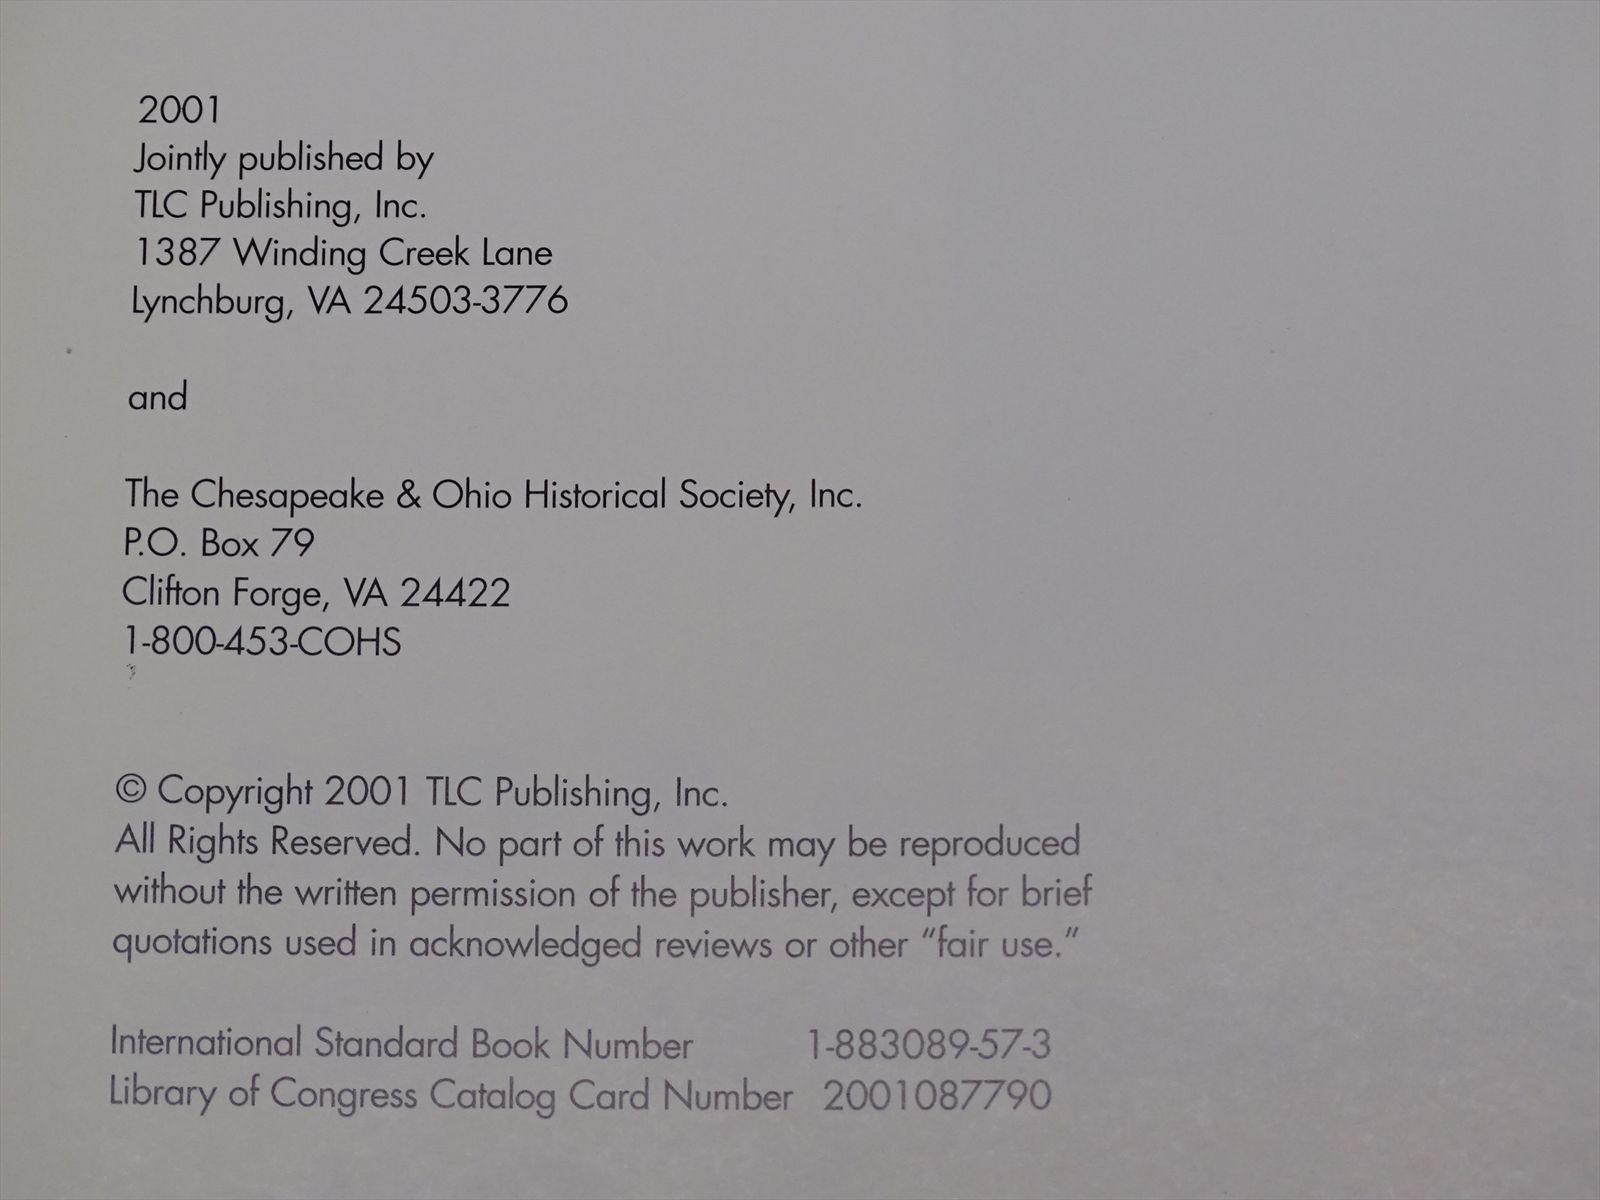 2001
Jointly published by
TLC Publishing, Inc.
1387 Winding Creek Lane
Lynchburg, VA 24503-3776
and
The Chesapeake & Ohio Historical Society, Inc.
P.O. Box 79
Clifton Forge, VA 24422
1-800-453-COHS
© Copyright 2001 TLC Publishing, Inc.
All Rights Reserved. No part of this work may be reproduced
without the written permission of the publisher, except for brief
quotations used in acknowledged reviews or other “fair use.”
International Standard Book Number 1-883089-57-3
Library of Congress Catalog Card Number 2001087790